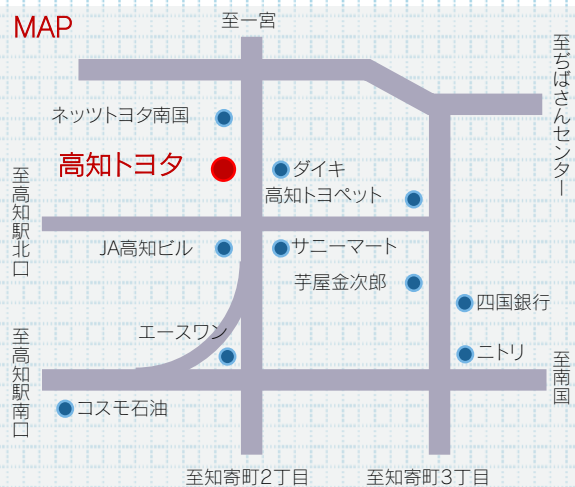 MAP
至一宮
至ぢばさんセンター
ネッツトヨタ南国
高知トヨタ
ダイキ
高知トヨペット
至高知駅北口
JA高知ビル
サニーマート
芋屋金次郎
四国銀行
エースワン
ニトリ
至高知駅南口
至南国
コスモ石油
至知寄町2丁目
至知寄町3丁目